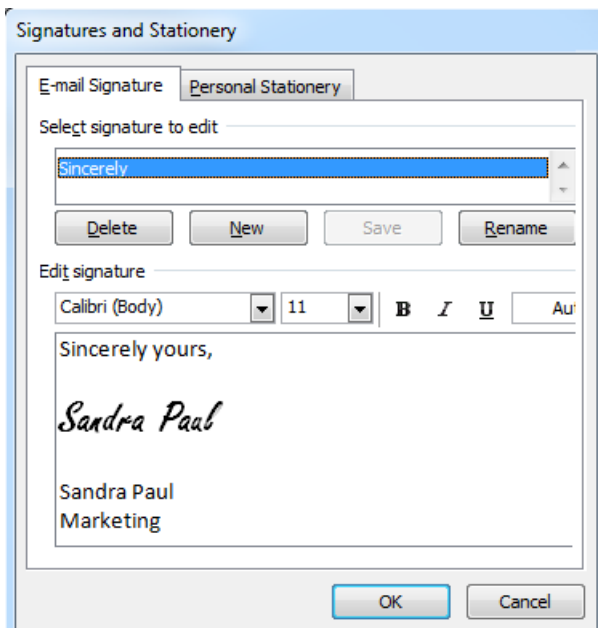 Signatures and Stationery
E-mail Signature Personal Stationery
Select signature to edit
Sincerely
Delete New Save Rename
Edit signature
Calibri (Body) 11 B I U Aut
Sincerely yours,
Sandra Paul
Sandra Paul
Marketing
OK Cancel